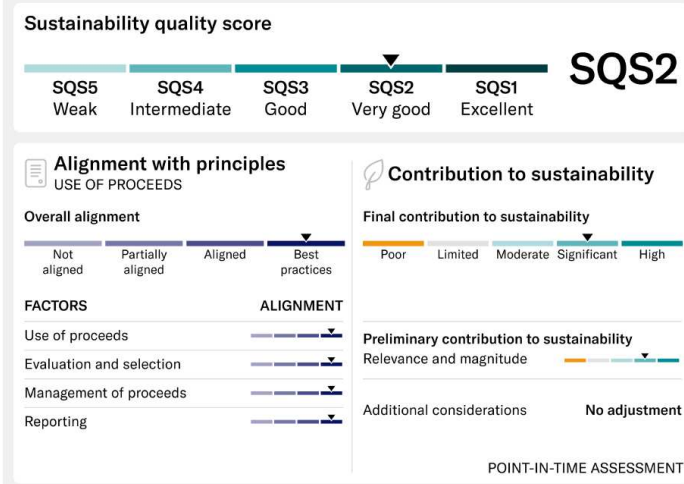 Sustainability quality score
SQS2
SQS5 SQS4 SQS3 SQS2 SQS1
Weak Intermediate Good Very good Excellent
Alignment with principles
USE OF PROCEEDS
Overall alignment
Not aligned
Partially aligned
Aligned
Best practices
FACTORS ALIGNMENT
Use of proceeds
Evaluation and selection
Management of proceeds
Reporting
Contribution to sustainability
Final contribution to sustainability
Poor Limited Moderate Significant High
Preliminary contribution to sustainability
Relevance and magnitude
Additional considerations No adjustment
POINT-IN-TIME ASSESSMENT